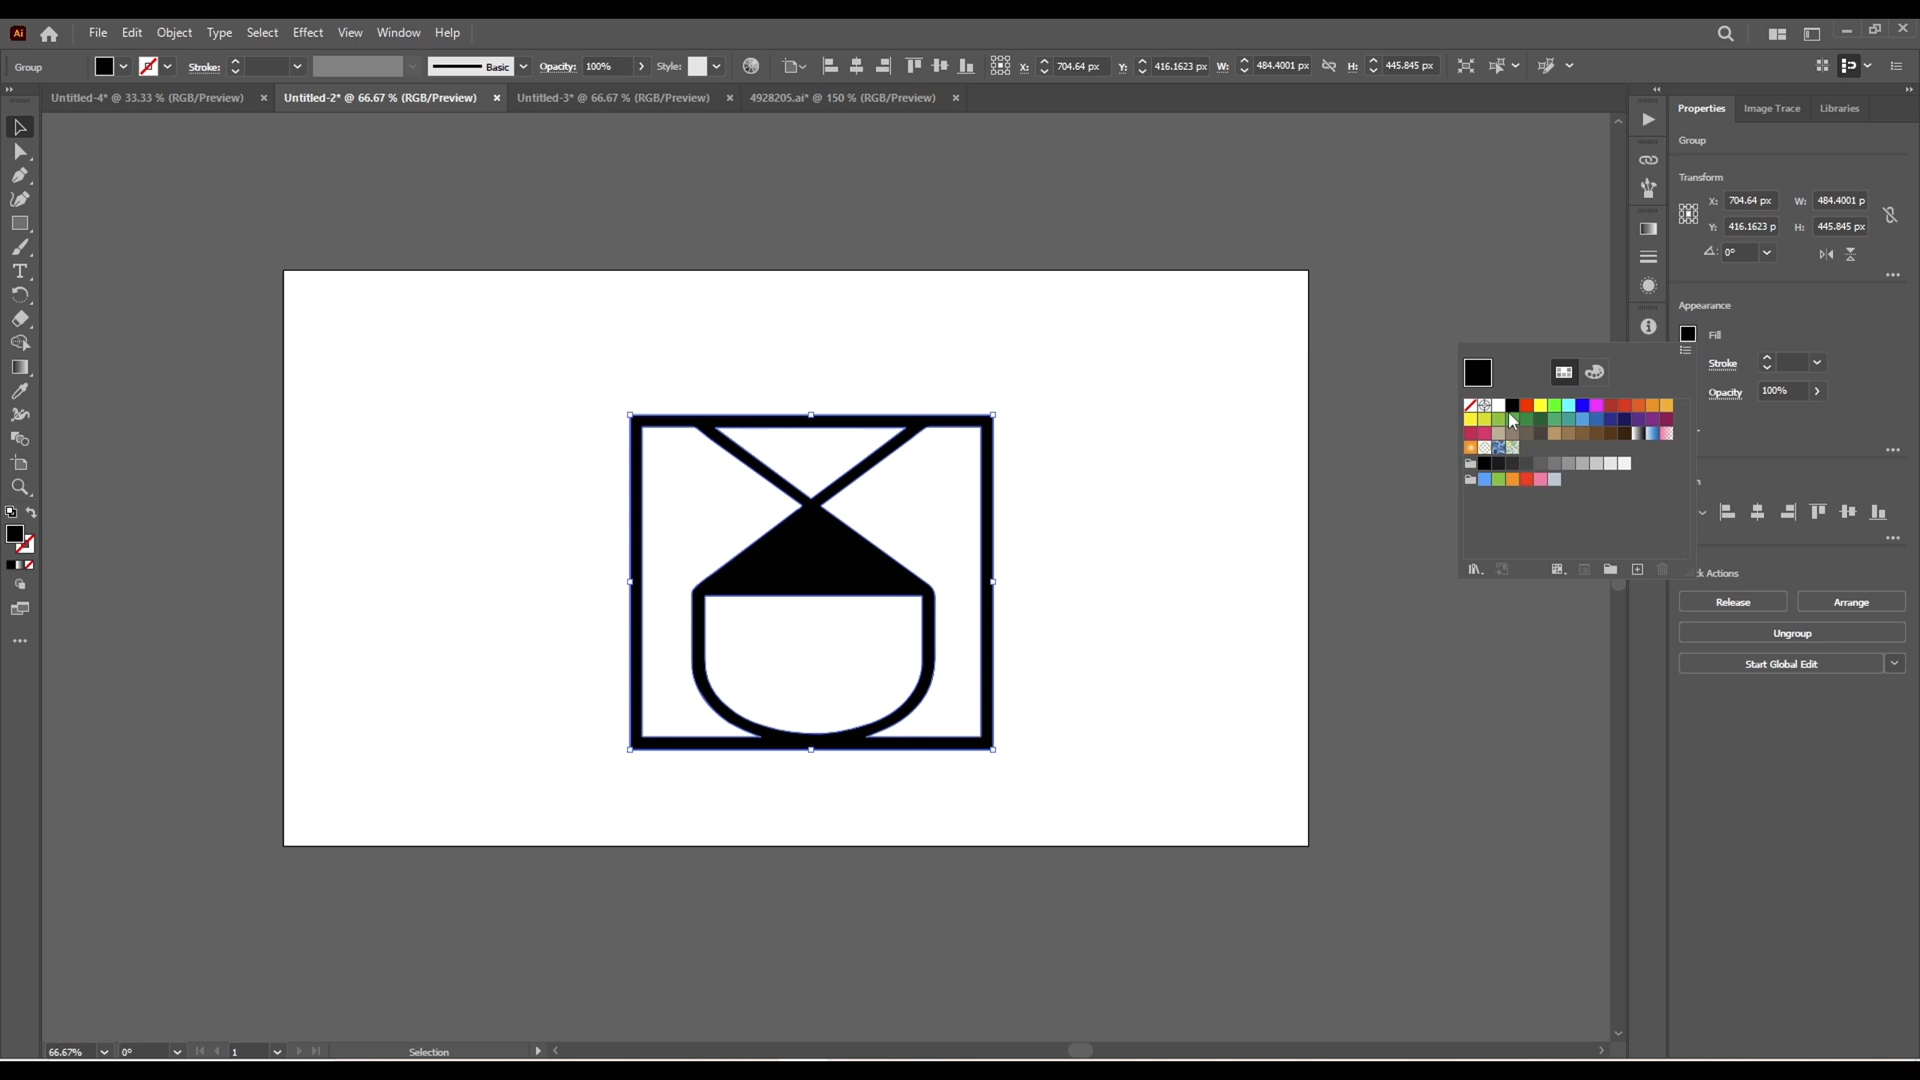 Ai File Edit Object Type Select Effect View Window Help
Group Stroke: Basic Opacity: 100% Style: X: 704.64 px Y: 416.1623 px W: 484.4001 px H: 445.845 px
Untitled-4* @ 33.33 % (RGB/Preview) Untitled-2* @ 66.67 % (RGB/Preview) Untitled-3* @ 66.67 % (RGB/Preview) 4928205.ai* @ 150 % (RGB/Preview)
Properties Image Trace Libraries
Group
Transform
X: 704.64 px W: 484.4001 p
Y: 416.1623 p H: 445.845 px
0°
Appearance
Fill
Stroke
Opacity 100%
ck Actions
Release Arrange
Ungroup
Start Global Edit
66.67% 0° 1 Selection